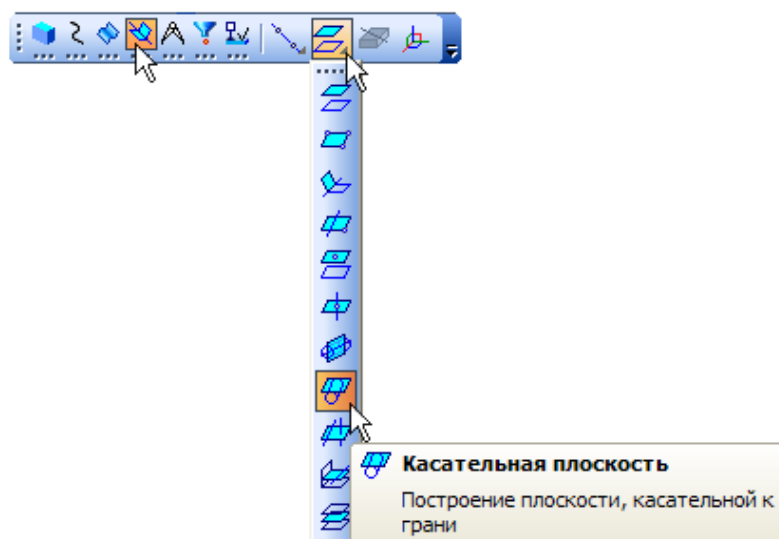 Касательная плоскость
Построение плоскости, касательной к
грани